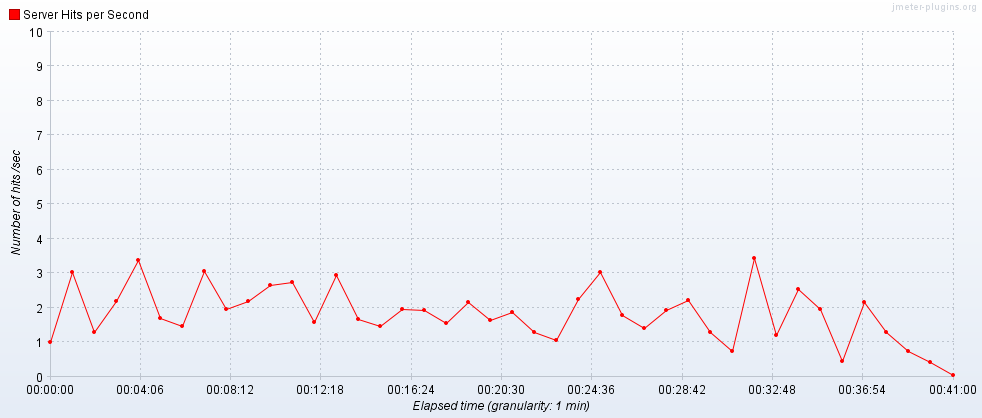 Server Hits per Second
jmeter-plugins.org
10
9
8
7
6
5
4
3
2
1
0
Number of hits /sec
00:00:00 00:04:06 00:08:12 00:12:18 00:16:24 00:20:30 00:24:36 00:28:42 00:32:48 00:36:54 00:41:00
Elapsed time (granularity: 1 min)